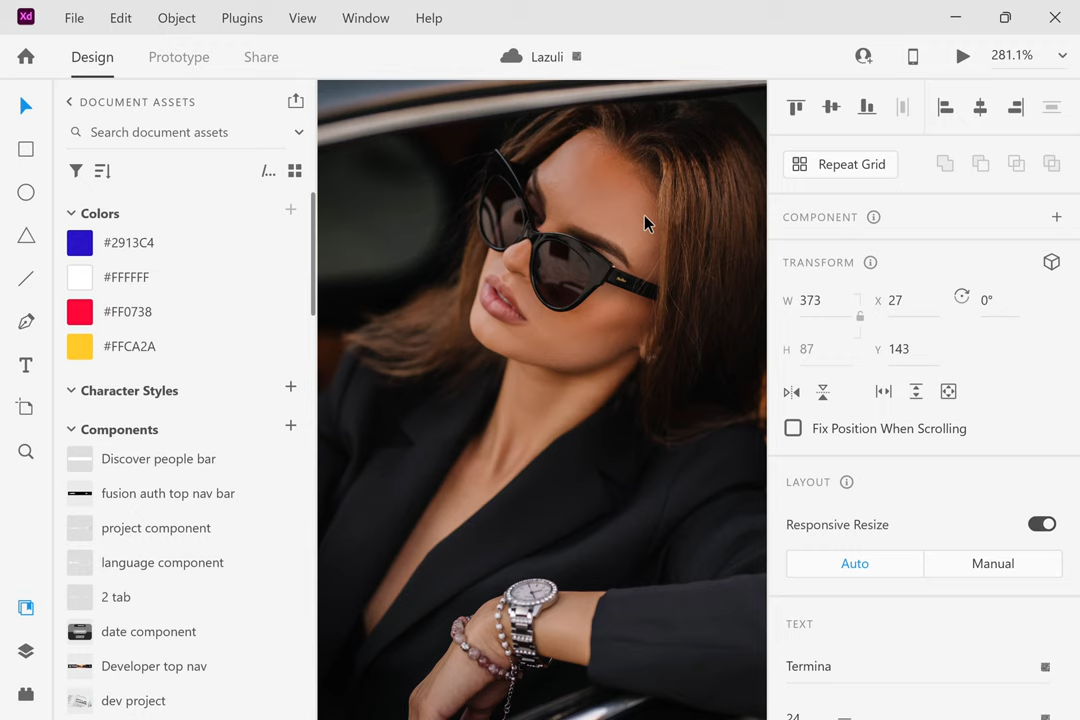 Xd File Edit Object Plugins View Window Help
Design Prototype Share Lazuli 281.1%
DOCUMENT ASSETS
Search document assets
/...
Colors
#2913C4
#FFFFFF
#FF0738
#FFCA2A
Character Styles
Components
Discover people bar
fusion auth top nav bar
project component
language component
2 tab
date component
Developer top nav
dev project
Repeat Grid
COMPONENT
TRANSFORM
W 373 X 27 0°
H 87 Y 143
Fix Position When Scrolling
LAYOUT
Responsive Resize
Auto Manual
TEXT
Termina
24